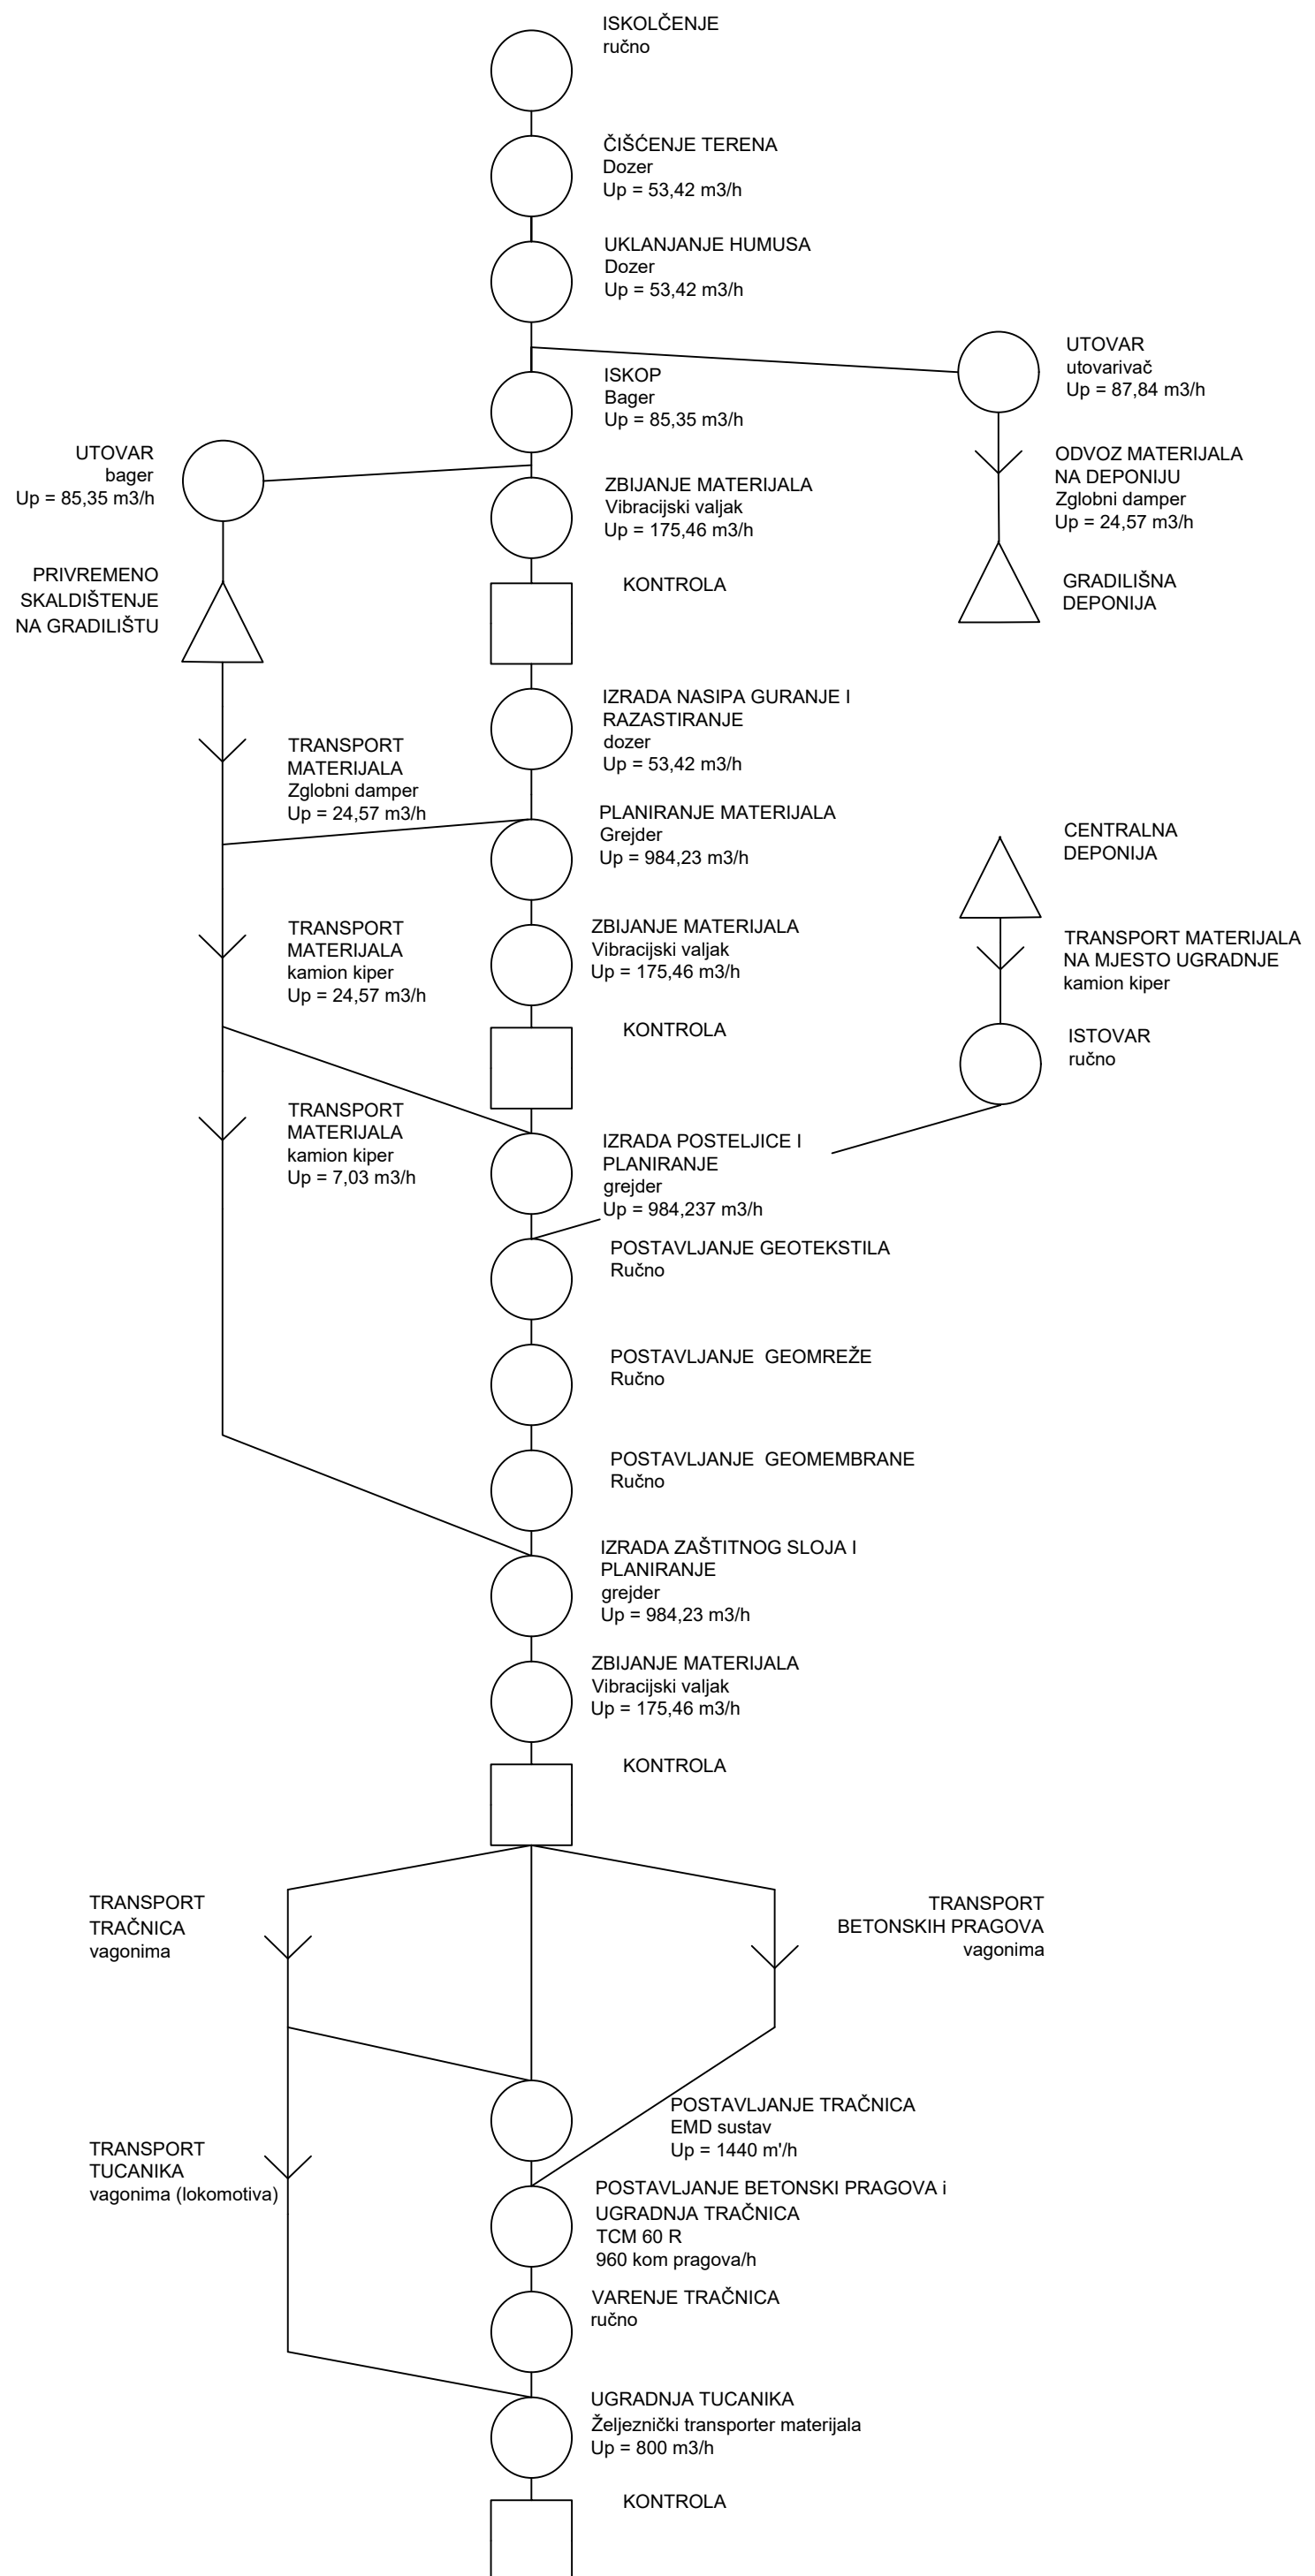 ISKOLČENJE
ručno
ČIŠĆENJE TERENA
Dozer
Up = 53,42 m3/h
UKLANJANJE HUMUSA
Dozer
Up = 53,42 m3/h
UTOVAR
utovarivač
Up = 87,84 m3/h
ISKOP
Bager
Up = 85,35 m3/h
UTOVAR
bager
Up = 85,35 m3/h
ODVOZ MATERIJALA
NA DEPONIJU
Zglobni damper
Up = 24,57 m3/h
ZBIJANJE MATERIJALA
Vibracijski valjak
Up = 175,46 m3/h
PRIVREMENO
SKALDIŠTENJE
NA GRADILIŠTU
KONTROLA
GRADILIŠNA
DEPONIJA
IZRADA NASIPA GURANJE I
RAZASTIRANJE
dozer
Up = 53,42 m3/h
TRANSPORT
MATERIJALA
Zglobni damper
Up = 24,57 m3/h
PLANIRANJE MATERIJALA
Grejder
Up = 984,23 m3/h
CENTRALNA
DEPONIJA
TRANSPORT
MATERIJALA
kamion kiper
Up = 24,57 m3/h
ZBIJANJE MATERIJALA
Vibracijski valjak
Up = 175,46 m3/h
TRANSPORT MATERIJALA
NA MJESTO UGRADNJE
kamion kiper
KONTROLA
ISTOVAR
ručno
TRANSPORT
MATERIJALA
kamion kiper
Up = 7,03 m3/h
IZRADA POSTELJICE I
PLANIRANJE
grejder
Up = 984,237 m3/h
POSTAVLJANJE GEOTEKSTILA
Ručno
POSTAVLJANJE  GEOMREŽE
Ručno
POSTAVLJANJE  GEOMEMBRANE
Ručno
IZRADA ZAŠTITNOG SLOJA I
PLANIRANJE
grejder
Up = 984,23 m3/h
ZBIJANJE MATERIJALA
Vibracijski valjak
Up = 175,46 m3/h
KONTROLA
TRANSPORT
TRAČNICA
vagonima
TRANSPORT
BETONSKIH PRAGOVA
vagonima
POSTAVLJANJE TRAČNICA
EMD sustav
Up = 1440 m'/h
TRANSPORT
TUCANIKA
vagonima (lokomotiva)
POSTAVLJANJE BETONSKI PRAGOVA i
UGRADNJA TRAČNICA
TCM 60 R
960 kom pragova/h
VARENJE TRAČNICA
ručno
UGRADNJA TUCANIKA
Željeznički transporter materijala
Up = 800 m3/h
KONTROLA